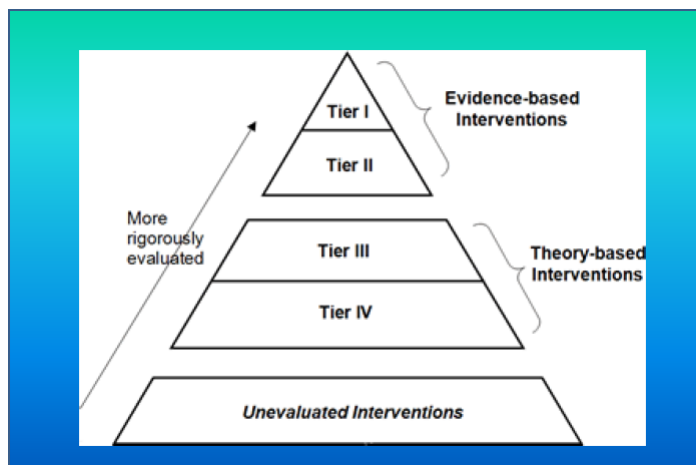 Tier I
Evidence-based
Interventions
Tier II
More
rigorously
evaluated
Tier III
Theory-based
Interventions
Tier IV
Unevaluated Interventions